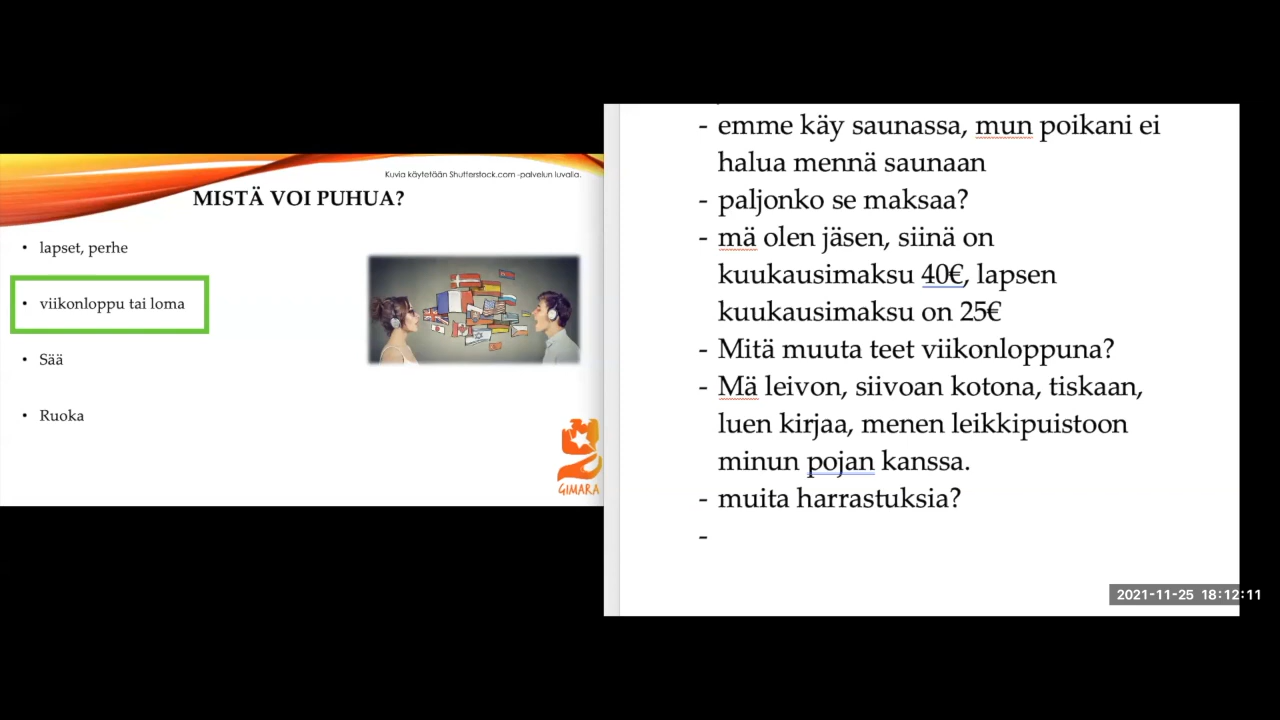 Kuvia käytetään Shutterstock.com -palvelun luvalla.
MISTÄ VOI PUHUA?
• lapset, perhe
• viikonloppu tai loma
• Sää
• Ruoka
GIMARA
- emme käy saunassa, mun poikani ei
halua mennä saunaan
- paljonko se maksaa?
- mä olen jäsen, siinä on
kuukausimaksu 40€, lapsen
kuukausimaksu on 25€
- Mitä muuta teet viikonloppuna?
- Mä leivon, siivoan kotona, tiskaan,
luen kirjaa, menen leikkipuistoon
minun pojan kanssa.
- muita harrastuksia?
-
2021-11-25 18:12:11